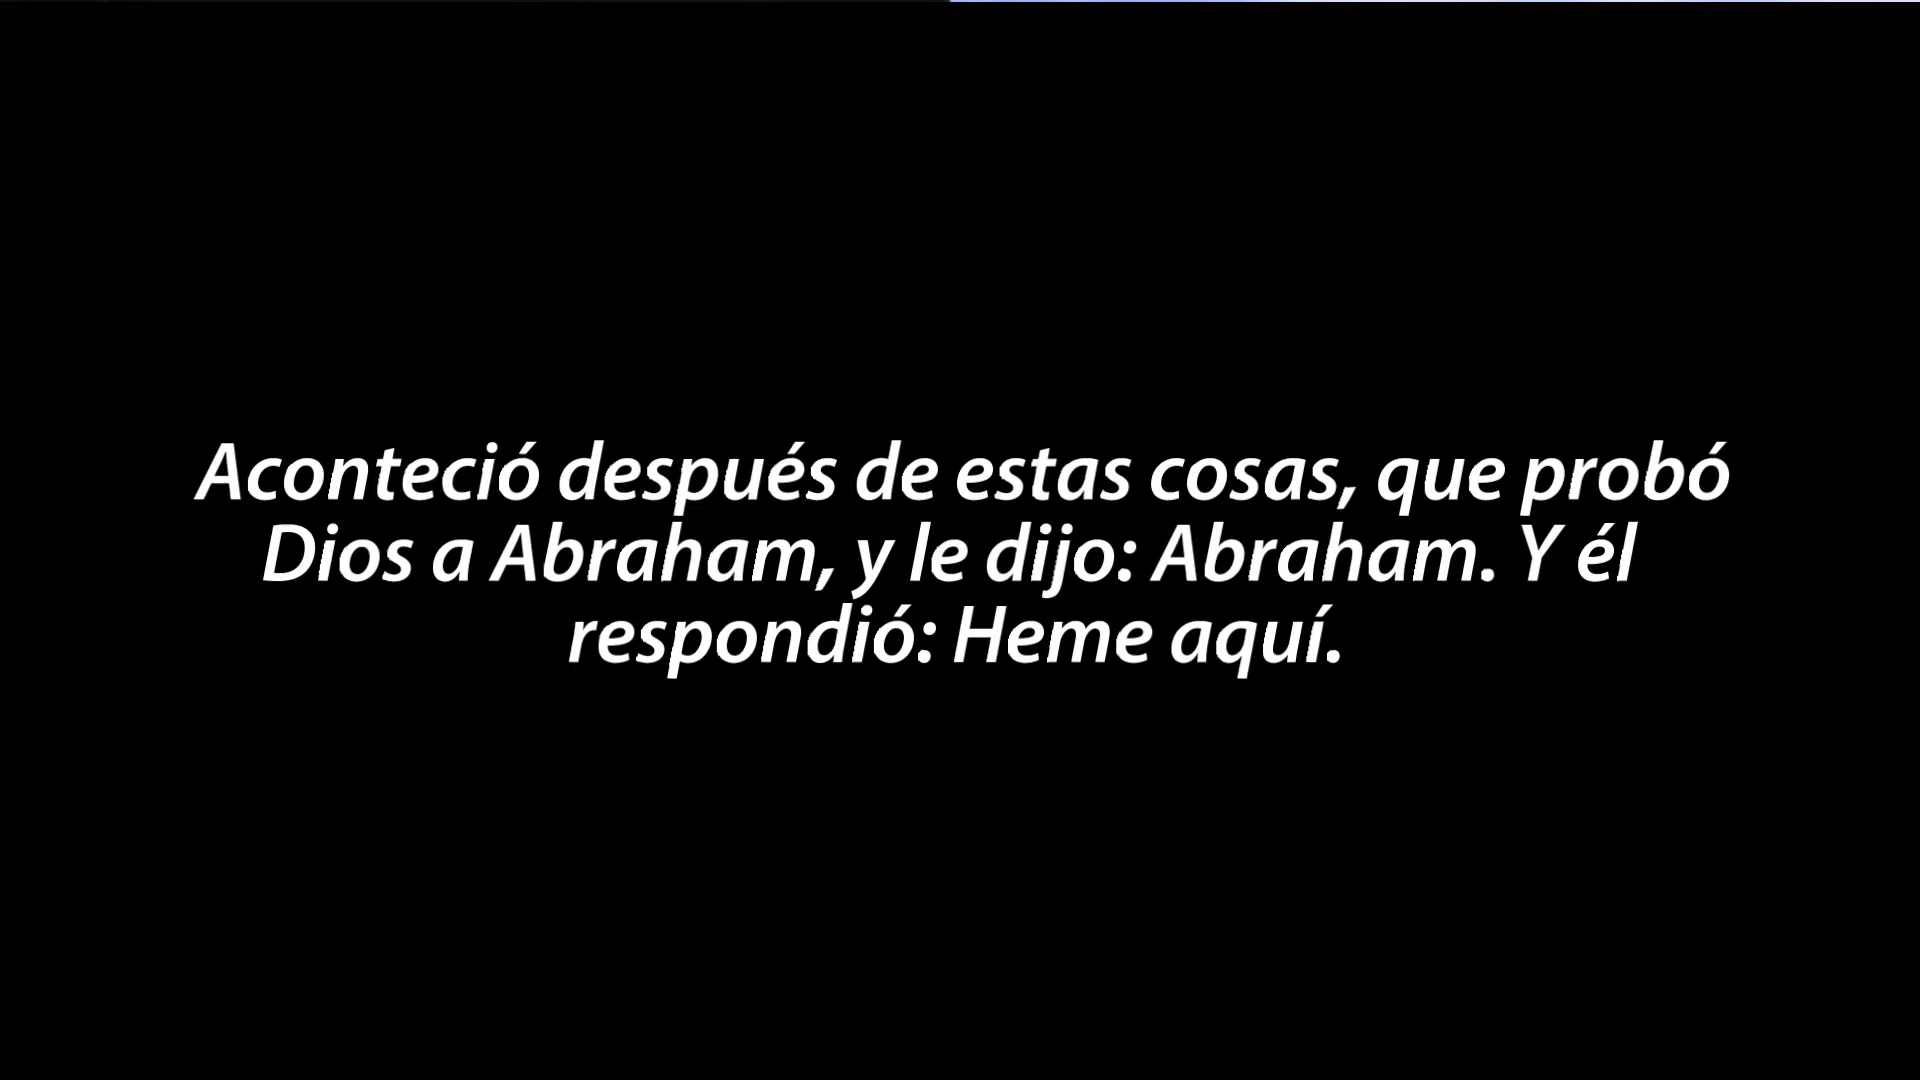 Aconteció después de estas cosas, que probó
Dios a Abraham, y le dijo: Abraham. Y él
respondió: Heme aquí.